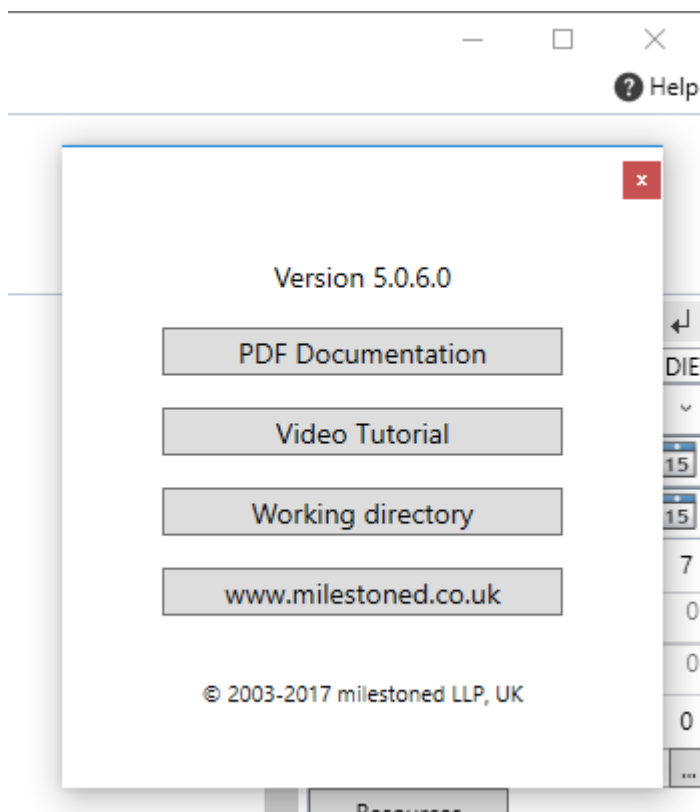 Help
x
Version 5.0.6.0
PDF Documentation
DIE
Video Tutorial
15
Working directory
15
7
www.milestoned.co.uk
0
0
© 2003-2017 milestoned LLP, UK
0
...
Resources